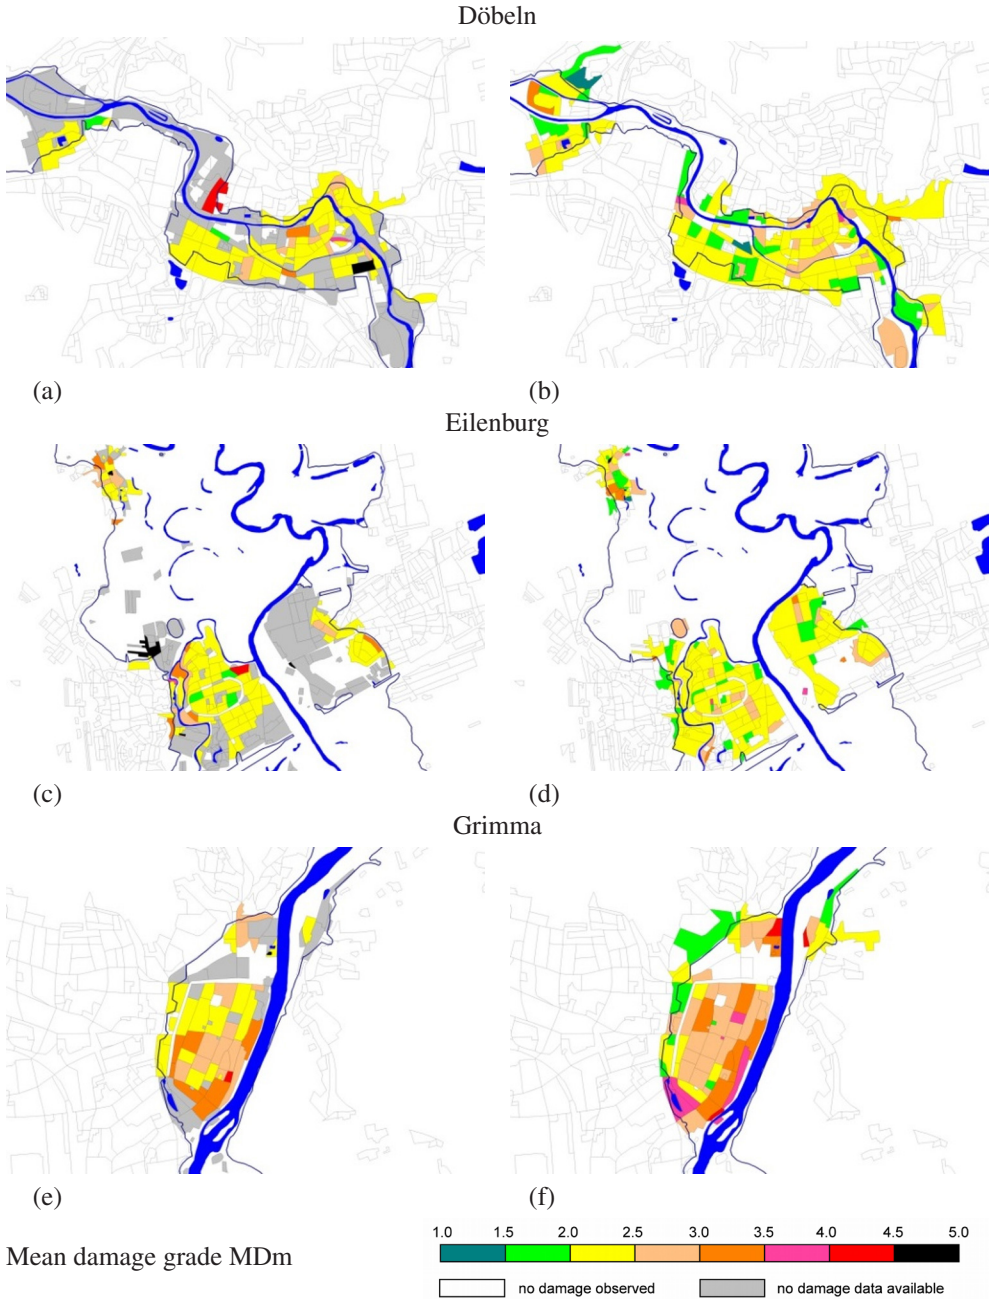 Döbeln
(a) (b)
Eilenburg
(c) (d)
Grimma
(e) (f)
1.0 1.5 2.0 2.5 3.0 3.5 4.0 4.5 5.0
Mean damage grade MDm
no damage observed no damage data available